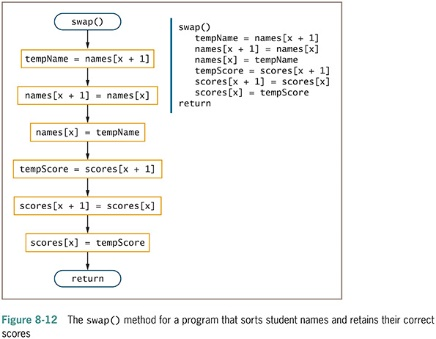 swap()
tempName = names[x + 1]
names[x + 1] = names[x]
names[x] = tempName
tempScore = scores[x + 1]
scores[x + 1] = scores[x]
scores[x] = tempScore
return
swap()
tempName = names[x + 1]
names[x + 1] = names[x]
names[x] = tempName
tempScore = scores[x + 1]
scores[x + 1] = scores[x]
scores[x] = tempScore
return
Figure 8-12 The swap() method for a program that sorts student names and retains their correct
scores